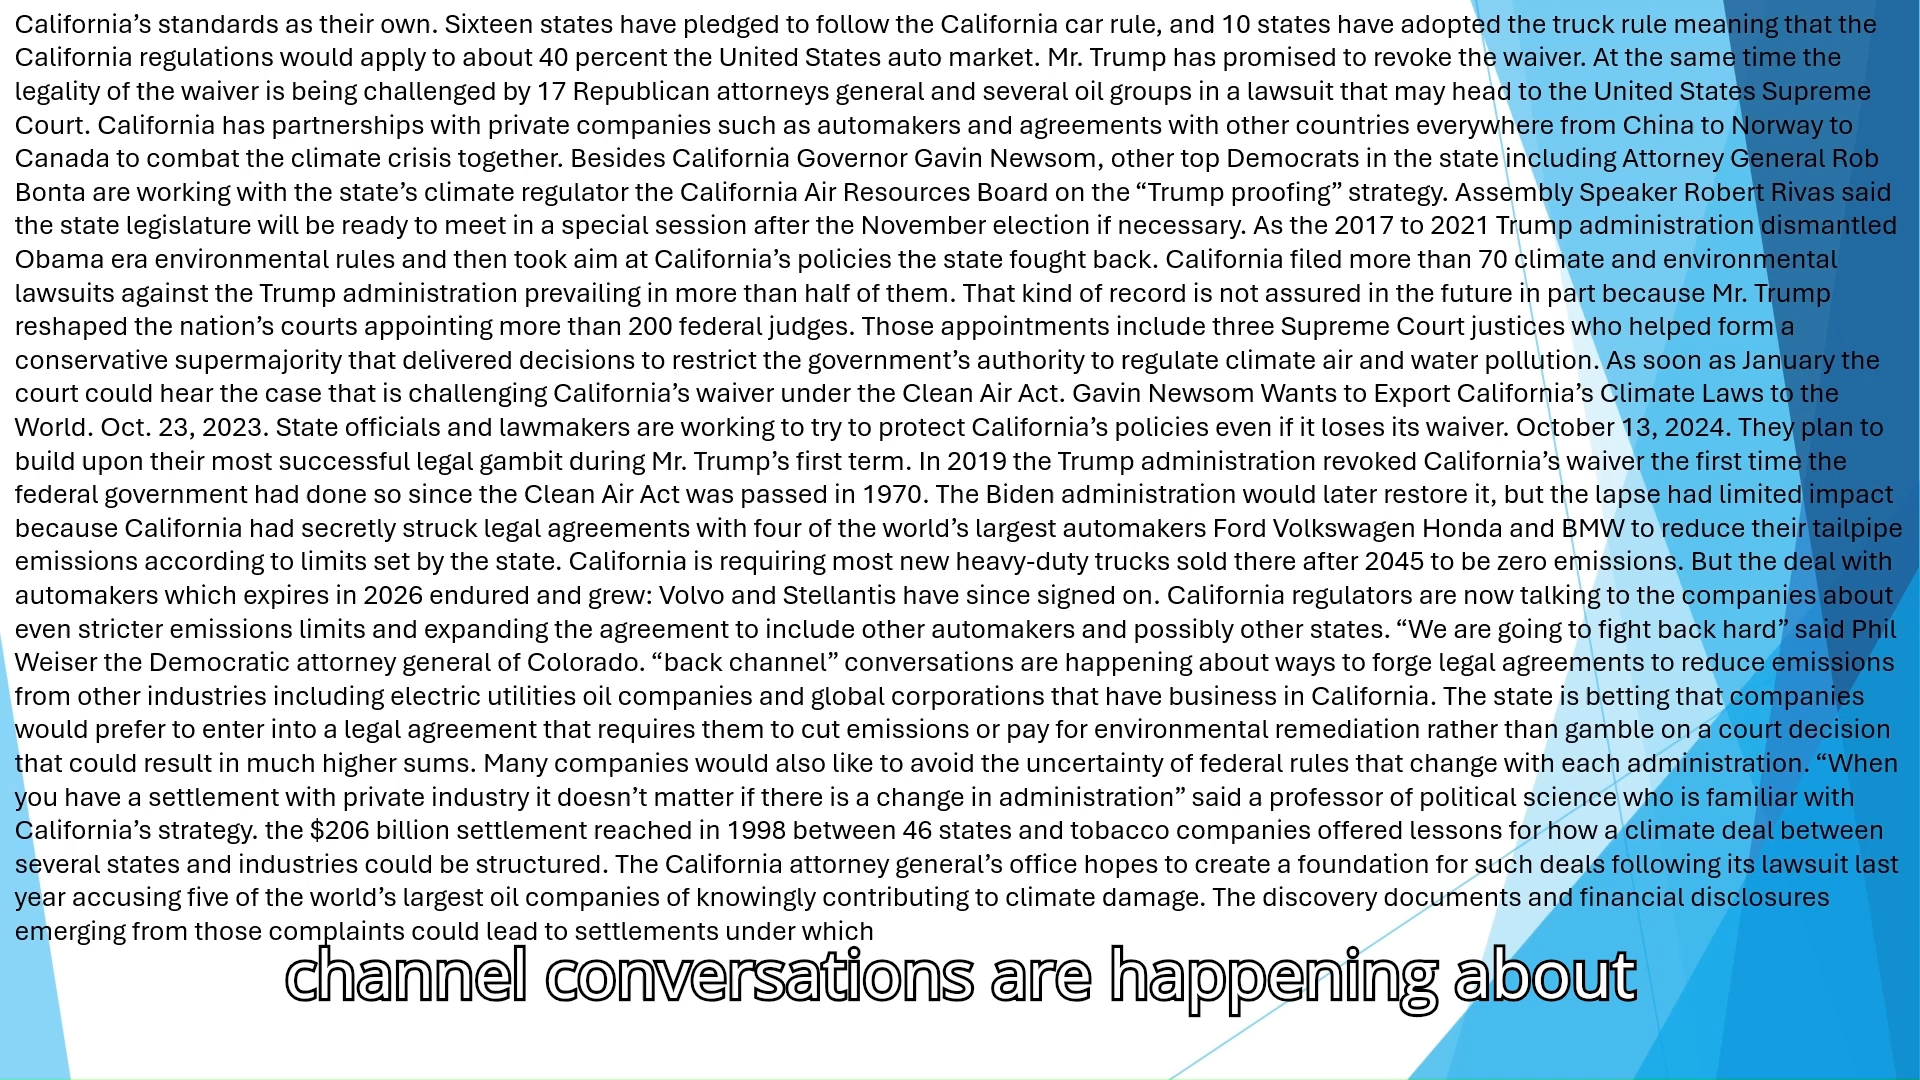 California’s standards as their own. Sixteen states have pledged to follow the California car rule, and 10 states have adopted the truck rule meaning that the
California regulations would apply to about 40 percent the United States auto market. Mr. Trump has promised to revoke the waiver. At the same time the
legality of the waiver is being challenged by 17 Republican attorneys general and several oil groups in a lawsuit that may head to the United States Supreme
Court. California has partnerships with private companies such as automakers and agreements with other countries everywhere from China to Norway to
Canada to combat the climate crisis together. Besides California Governor Gavin Newsom, other top Democrats in the state including Attorney General Rob
Bonta are working with the state’s climate regulator the California Air Resources Board on the “Trump proofing” strategy. Assembly Speaker Robert Rivas said
the state legislature will be ready to meet in a special session after the November election if necessary. As the 2017 to 2021 Trump administration dismantled
Obama era environmental rules and then took aim at California’s policies the state fought back. California filed more than 70 climate and environmental
lawsuits against the Trump administration prevailing in more than half of them. That kind of record is not assured in the future in part because Mr. Trump
reshaped the nation’s courts appointing more than 200 federal judges. Those appointments include three Supreme Court justices who helped form a
conservative supermajority that delivered decisions to restrict the government’s authority to regulate climate air and water pollution. As soon as January the
court could hear the case that is challenging California’s waiver under the Clean Air Act. Gavin Newsom Wants to Export California’s Climate Laws to the
World. Oct. 23, 2023. State officials and lawmakers are working to try to protect California’s policies even if it loses its waiver. October 13, 2024. They plan to
build upon their most successful legal gambit during Mr. Trump’s first term. In 2019 the Trump administration revoked California’s waiver the first time the
federal government had done so since the Clean Air Act was passed in 1970. The Biden administration would later restore it, but the lapse had limited impact
because California had secretly struck legal agreements with four of the world’s largest automakers Ford Volkswagen Honda and BMW to reduce their tailpipe
emissions according to limits set by the state. California is requiring most new heavy-duty trucks sold there after 2045 to be zero emissions. But the deal with
automakers which expires in 2026 endured and grew: Volvo and Stellantis have since signed on. California regulators are now talking to the companies about
even stricter emissions limits and expanding the agreement to include other automakers and possibly other states. “We are going to fight back hard” said Phil
Weiser the Democratic attorney general of Colorado. “back channel” conversations are happening about ways to forge legal agreements to reduce emissions
from other industries including electric utilities oil companies and global corporations that have business in California. The state is betting that companies
would prefer to enter into a legal agreement that requires them to cut emissions or pay for environmental remediation rather than gamble on a court decision
that could result in much higher sums. Many companies would also like to avoid the uncertainty of federal rules that change with each administration. “When
you have a settlement with private industry it doesn’t matter if there is a change in administration” said a professor of political science who is familiar with
California’s strategy. the $206 billion settlement reached in 1998 between 46 states and tobacco companies offered lessons for how a climate deal between
several states and industries could be structured. The California attorney general’s office hopes to create a foundation for such deals following its lawsuit last
year accusing five of the world’s largest oil companies of knowingly contributing to climate damage. The discovery documents and financial disclosures
emerging from those complaints could lead to settlements under which
channel conversations are happening about